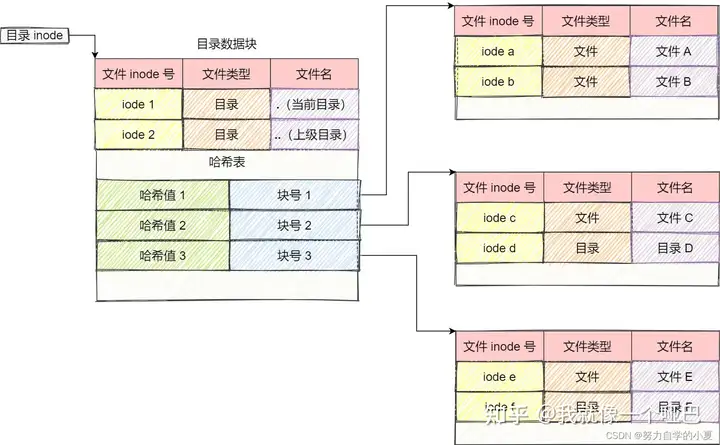 目录 inode
目录数据块
文件 inode 号 文件类型 文件名
iode 1 目录 .（当前目录）
iode 2 目录 ..（上级目录）
哈希表
哈希值 1 块号 1
哈希值 2 块号 2
哈希值 3 块号 3
文件 inode 号 文件类型 文件名
iode a 文件 文件 A
iode b 文件 文件 B
文件 inode 号 文件类型 文件名
iode c 文件 文件 C
iode d 目录 目录 D
文件 inode 号 文件类型 文件名
iode e 文件 文件 E
iode f 目录 目录 F
知乎 @我就像一个哑巴
CSDN @努力自学的小夏